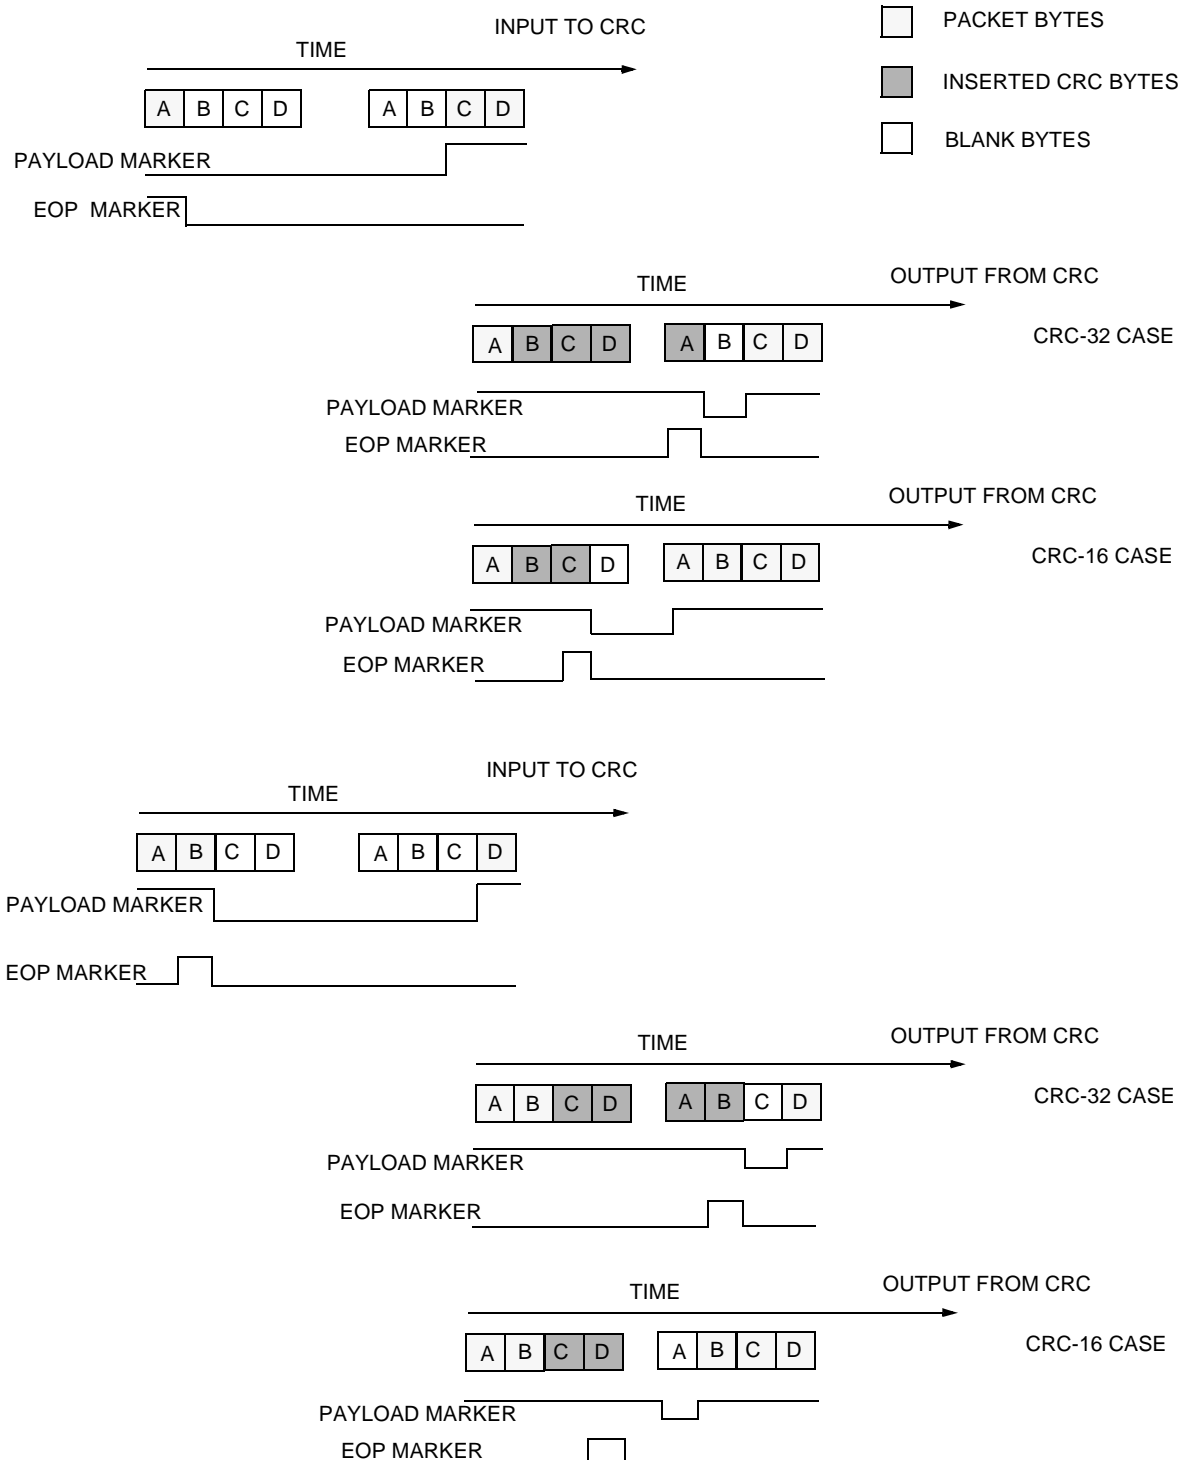 INPUT TO CRC
PACKET BYTES
TIME
INSERTED CRC BYTES
A B C D A B C D
BLANK BYTES
PAYLOAD MARKER
EOP MARKER
OUTPUT FROM CRC
TIME
CRC-32 CASE
A B C D A B C D
PAYLOAD MARKER
EOP MARKER
OUTPUT FROM CRC
TIME
CRC-16 CASE
A B C D A B C D
PAYLOAD MARKER
EOP MARKER
INPUT TO CRC
TIME
A B C D A B C D
PAYLOAD MARKER
EOP MARKER
OUTPUT FROM CRC
TIME
CRC-32 CASE
A B C D A B C D
PAYLOAD MARKER
EOP MARKER
OUTPUT FROM CRC
TIME
CRC-16 CASE
A B C D A B C D
PAYLOAD MARKER
EOP MARKER